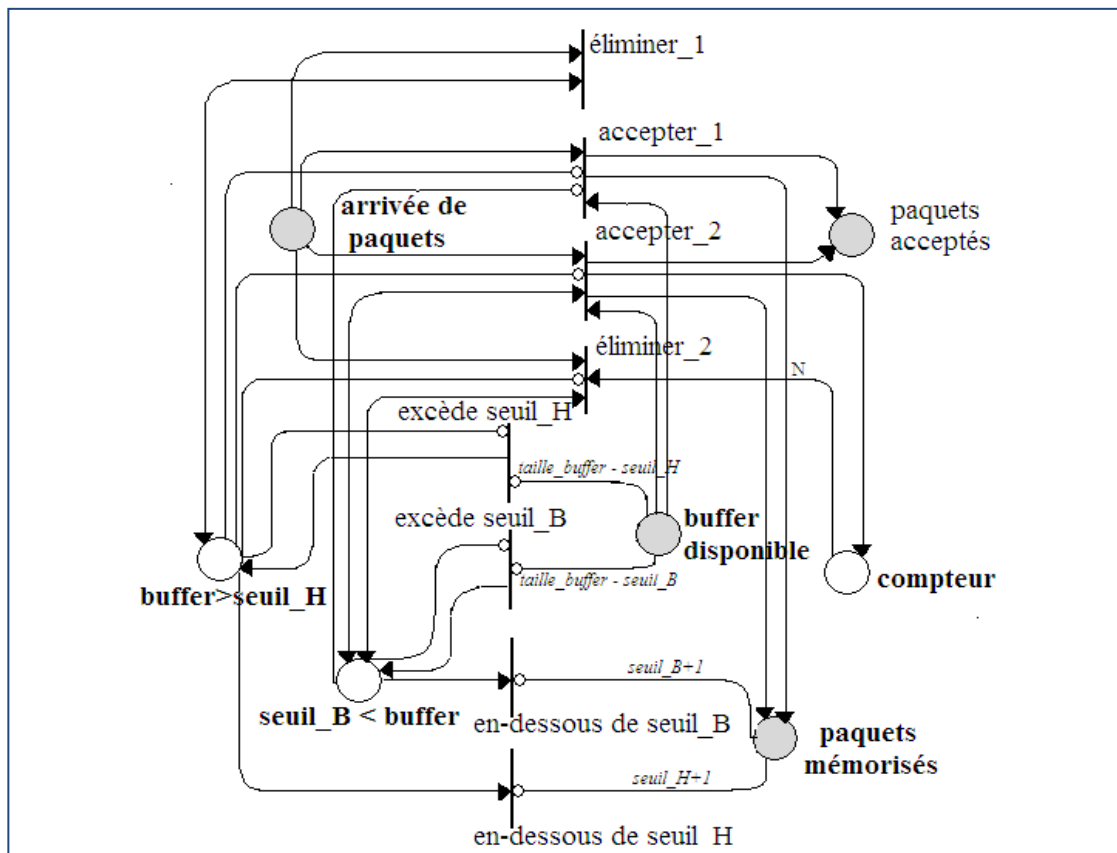 éliminer_1
accepter_1
arrivée de
paquets
paquets
acceptés
accepter_2
éliminer_2
N
excède seuil_H
taille_buffer - seuil_H
excède seuil_B
buffer
disponible
taille_buffer - seuil_B
compteur
buffer>seuil_H
seuil_B+1
seuil_B < buffer
en-dessous de seuil_B
paquets
mémorisés
seuil_H+1
en-dessous de seuil_H